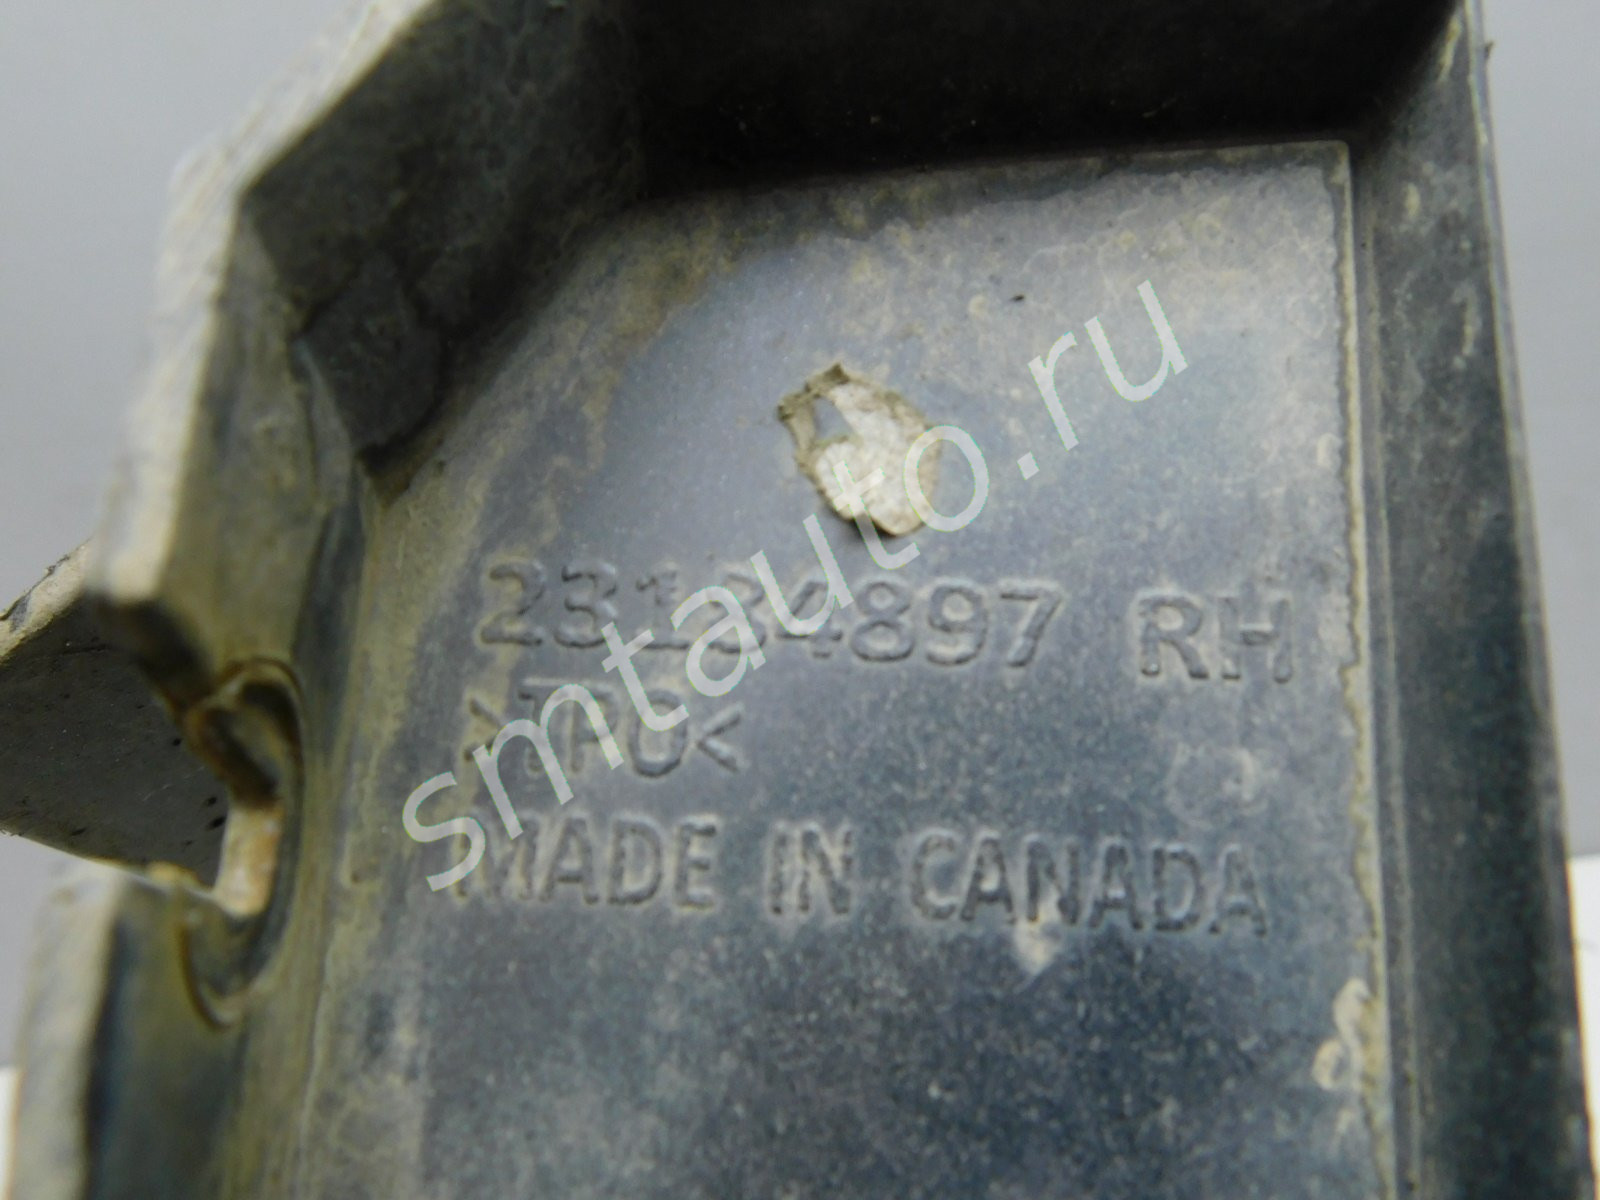 23134897 RH
>TPO<
MADE IN CANADA
smtauto.ru